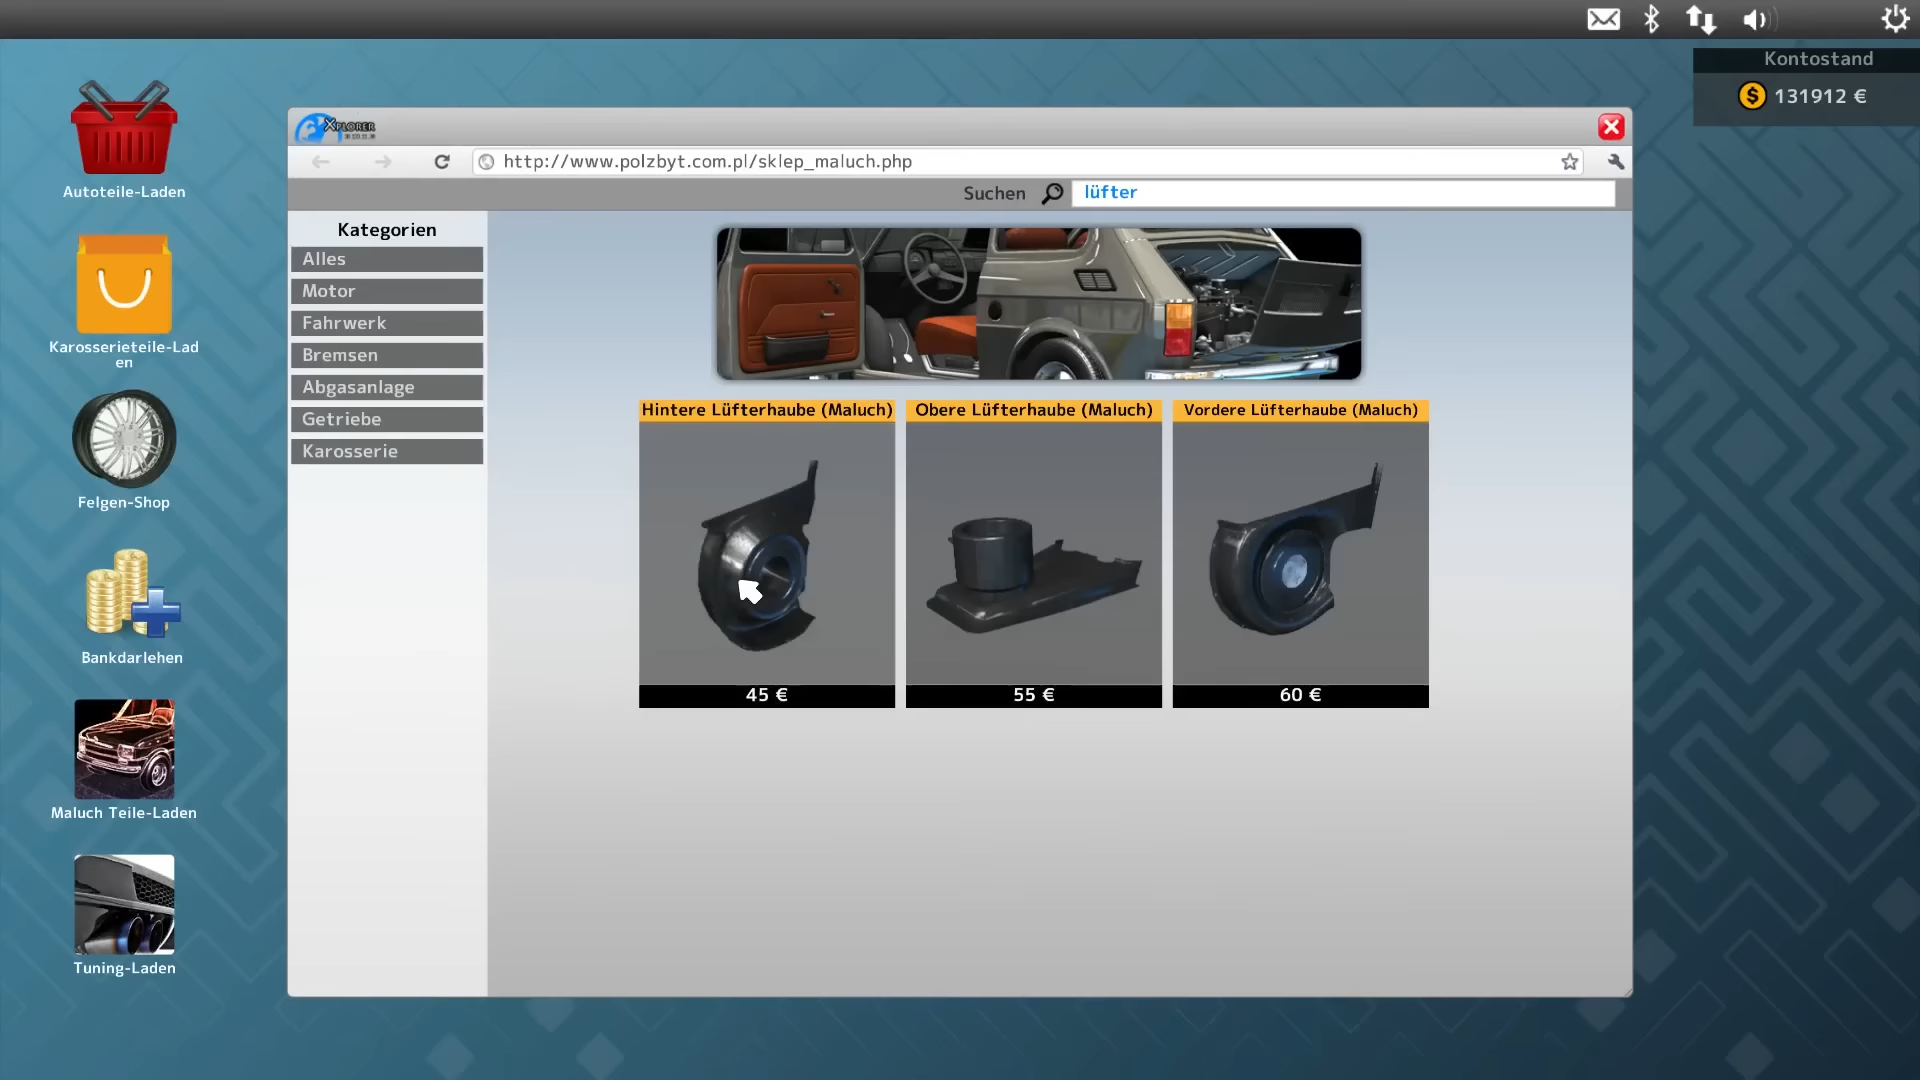 Kontostand
131912 €
Autoteile-Laden
Karosserieteile-Lad
en
Felgen-Shop
Bankdarlehen
Maluch Teile-Laden
Tuning-Laden
XPLORER
http://www.polzbyt.com.pl/sklep_maluch.php
Suchen lüfter
Kategorien
Alles
Motor
Fahrwerk
Bremsen
Abgasanlage
Getriebe
Karosserie
Hintere Lüfterhaube (Maluch)
45 €
Obere Lüfterhaube (Maluch)
55 €
Vordere Lüfterhaube (Maluch)
60 €